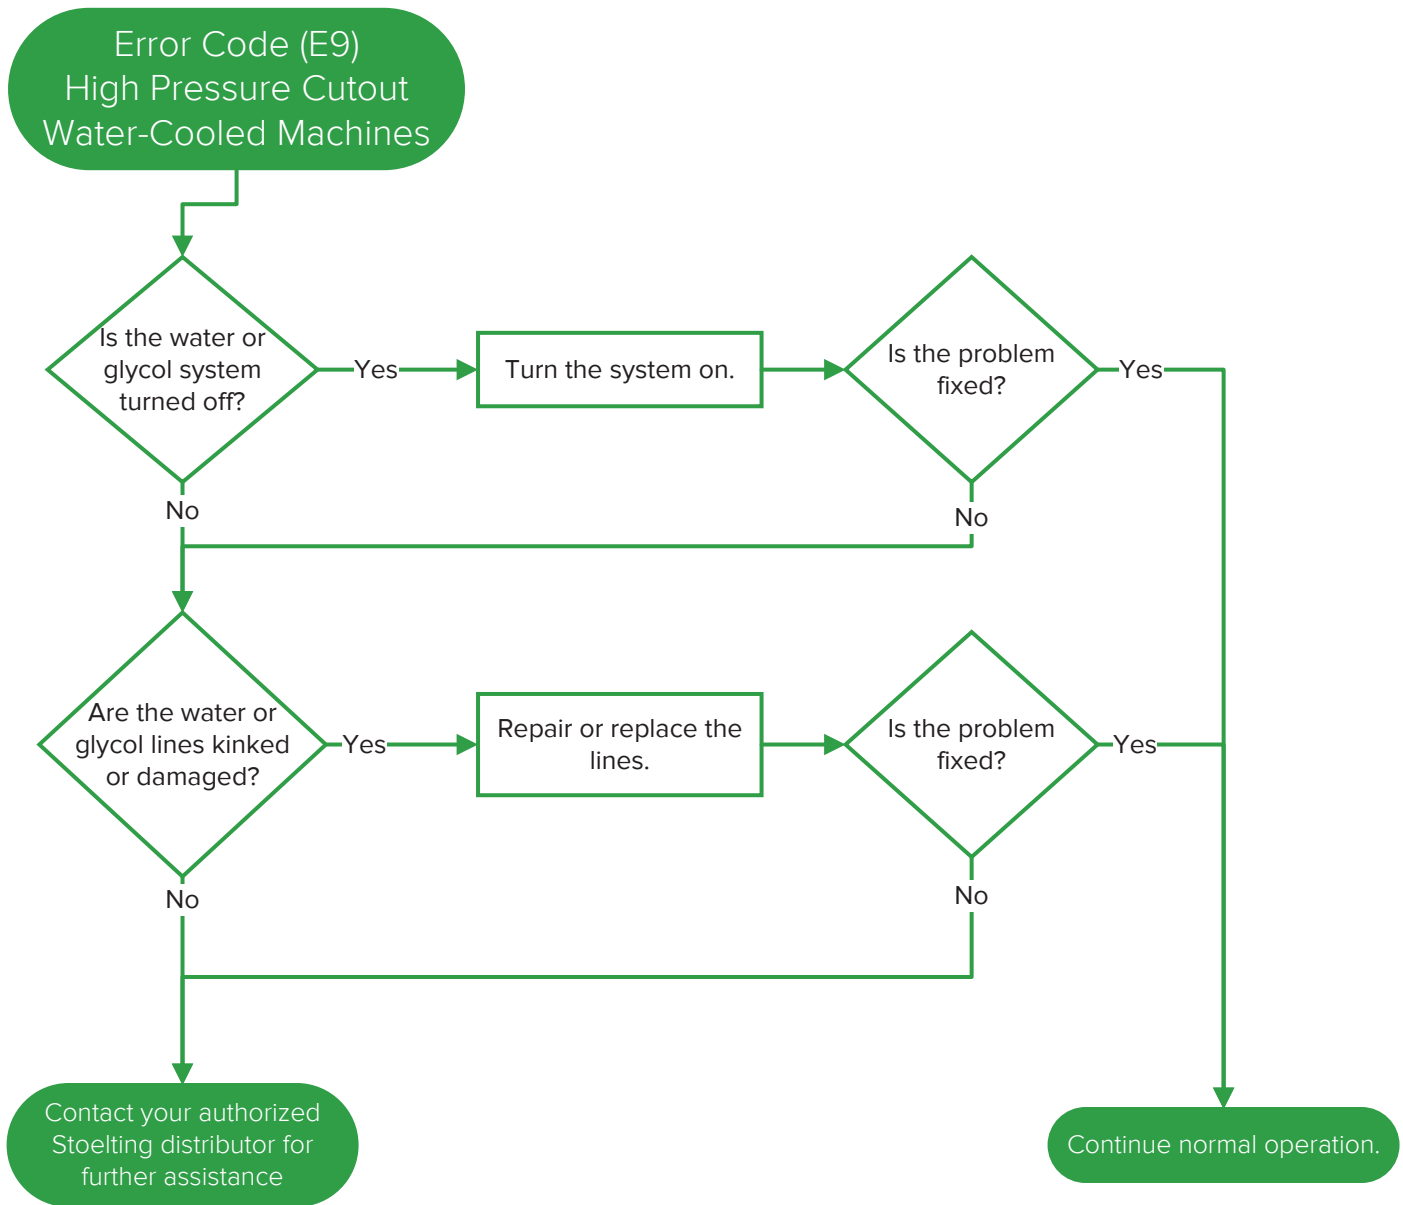 Error Code (E9)
High Pressure Cutout
Water-Cooled Machines
Is the water or
glycol system
turned off?
Yes
Turn the system on.
Is the problem
fixed?
Yes
No
No
Are the water or
glycol lines kinked
or damaged?
Yes
Repair or replace the
lines.
Is the problem
fixed?
Yes
No
No
Contact your authorized
Stoelting distributor for
further assistance
Continue normal operation.